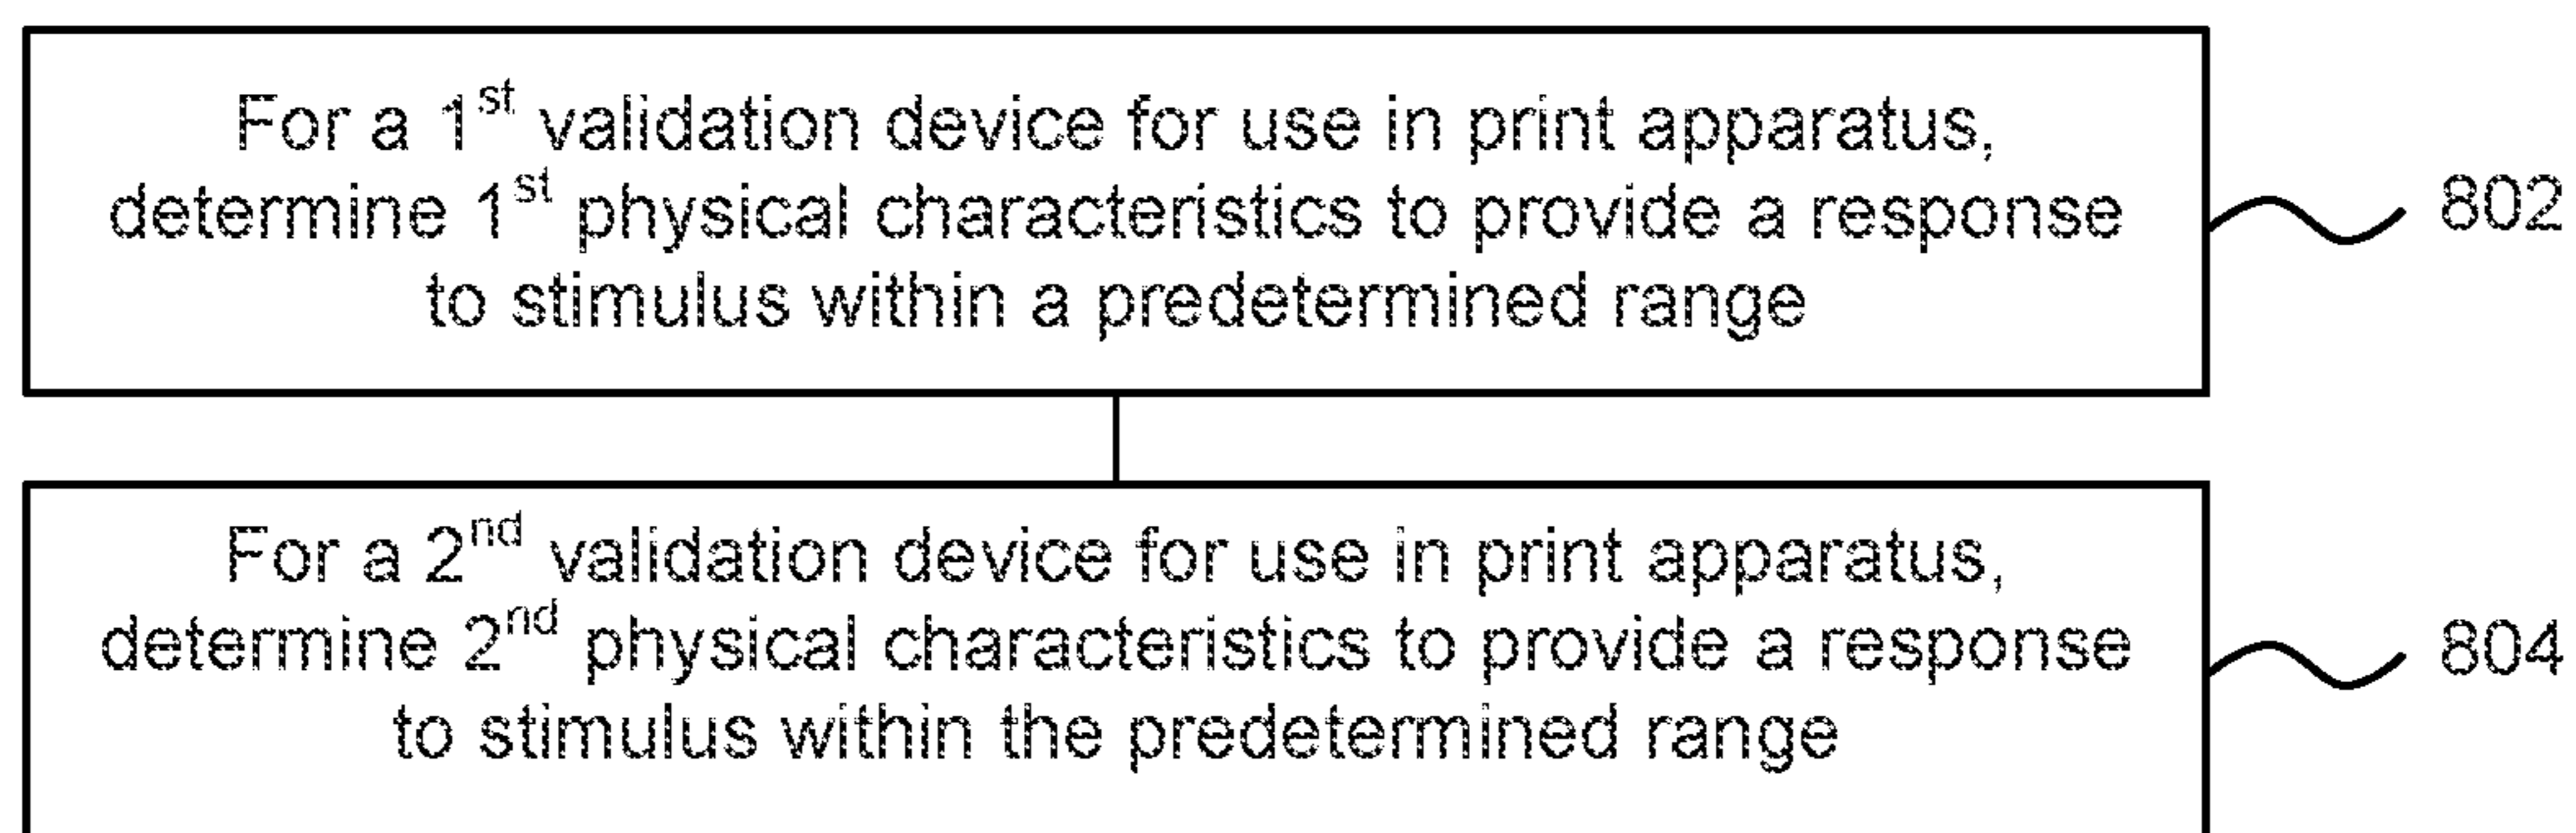 For a 1st validation device for use in print apparatus,
determine 1st physical characteristics to provide a response
to stimulus within a predetermined range
802
For a 2nd validation device for use in print apparatus,
determine 2nd physical characteristics to provide a response
to stimulus within the predetermined range
804